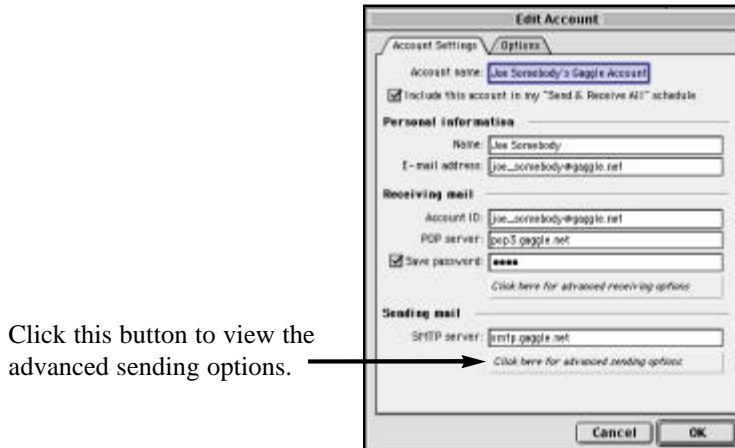 Edit Account
Account Settings Options
Account name: Joe Somebody's Gaggle Account
Include this account in my "Send & Receive All" schedule
Personal information
Name: Joe Somebody
E-mail address: joe_somebody@gaggle.net
Receiving mail
Account ID: joe_somebody@gaggle.net
POP server: pop3.gaggle.net
Save password: ••••
Click here for advanced receiving options
Sending mail
SMTP server: smtp.gaggle.net
Click this button to view the
advanced sending options.
Click here for advanced sending options
Cancel OK